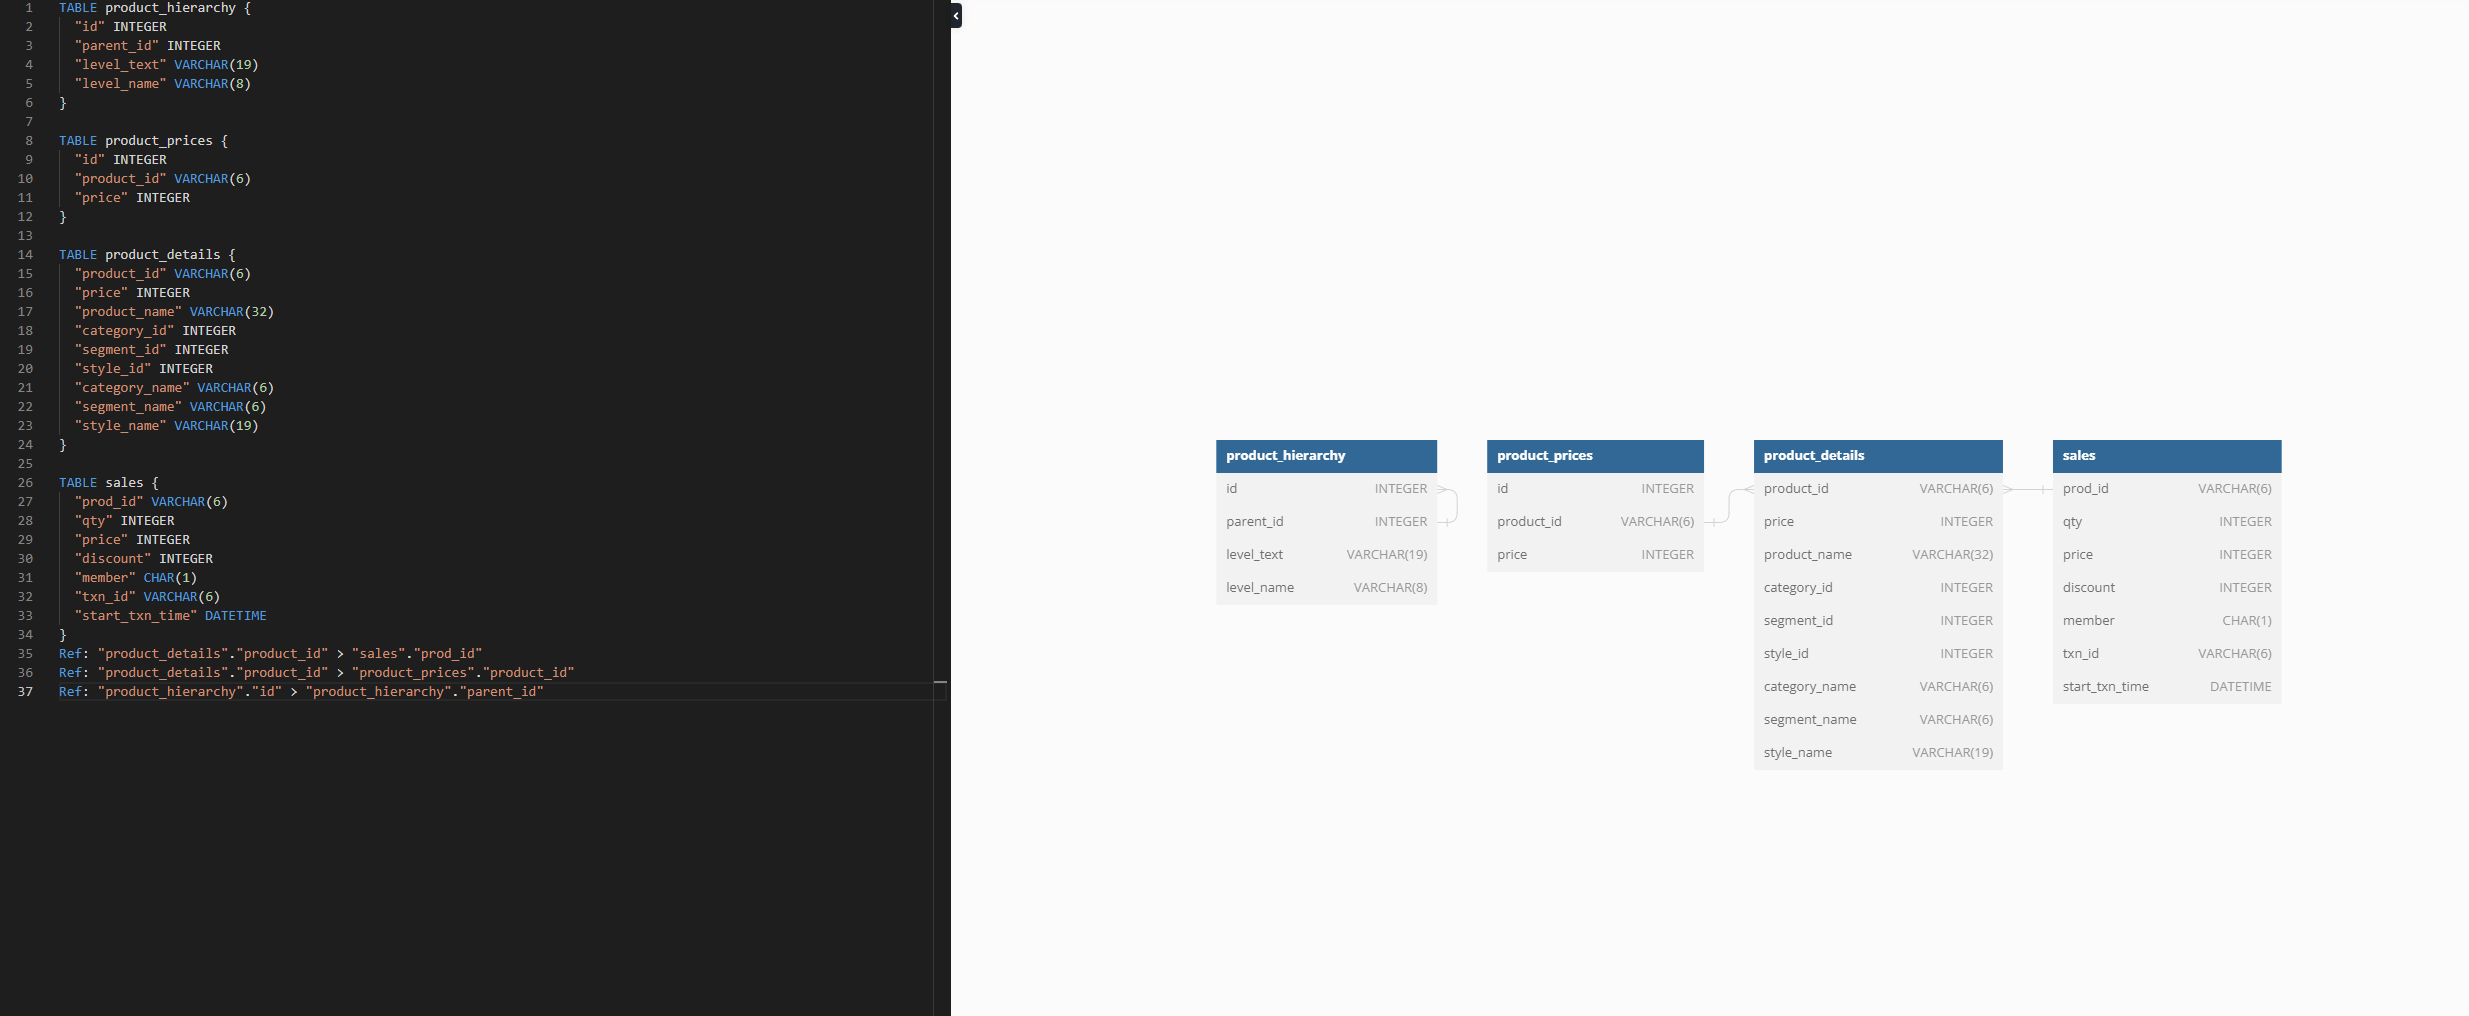 1 TABLE product_hierarchy {
2 "id" INTEGER
3 "parent_id" INTEGER
4 "level_text" VARCHAR(19)
5 "level_name" VARCHAR(8)
6 }
7
8 TABLE product_prices {
9 "id" INTEGER
10 "product_id" VARCHAR(6)
11 "price" INTEGER
12 }
13
14 TABLE product_details {
15 "product_id" VARCHAR(6)
16 "price" INTEGER
17 "product_name" VARCHAR(32)
18 "category_id" INTEGER
19 "segment_id" INTEGER
20 "style_id" INTEGER
21 "category_name" VARCHAR(6)
22 "segment_name" VARCHAR(6)
23 "style_name" VARCHAR(19)
24 }
25
26 TABLE sales {
27 "prod_id" VARCHAR(6)
28 "qty" INTEGER
29 "price" INTEGER
30 "discount" INTEGER
31 "member" CHAR(1)
32 "txn_id" VARCHAR(6)
33 "start_txn_time" DATETIME
34 }
35 Ref: "product_details"."product_id" > "sales"."prod_id"
36 Ref: "product_details"."product_id" > "product_prices"."product_id"
37 Ref: "product_hierarchy"."id" > "product_hierarchy"."parent_id"
product_hierarchy
id INTEGER
parent_id INTEGER
level_text VARCHAR(19)
level_name VARCHAR(8)
product_prices
id INTEGER
product_id VARCHAR(6)
price INTEGER
product_details
product_id VARCHAR(6)
price INTEGER
product_name VARCHAR(32)
category_id INTEGER
segment_id INTEGER
style_id INTEGER
category_name VARCHAR(6)
segment_name VARCHAR(6)
style_name VARCHAR(19)
sales
prod_id VARCHAR(6)
qty INTEGER
price INTEGER
discount INTEGER
member CHAR(1)
txn_id VARCHAR(6)
start_txn_time DATETIME